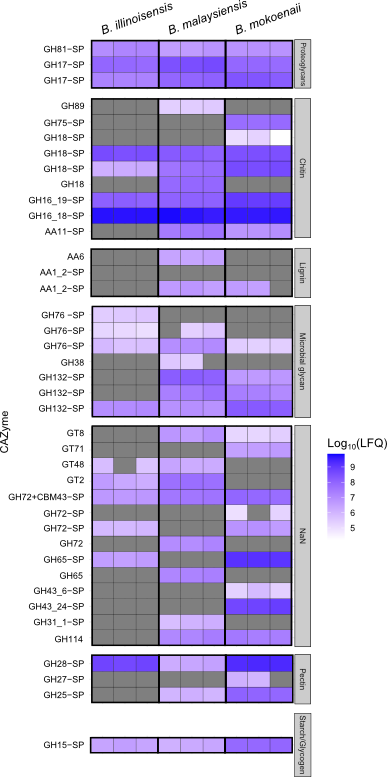 B. illinoisensis
B. malaysiensis
B. mokoenaii
GH81−SP
GH17−SP
GH17−SP
Proteoglycans
GH89
GH75−SP
GH18−SP
GH18−SP
GH18−SP
GH18
GH16_19−SP
GH16_18−SP
AA11−SP
Chitin
AA6
AA1_2−SP
AA1_2−SP
Lignin
GH76 −SP
GH76−SP
GH76−SP
GH38
GH132−SP
GH132−SP
GH132−SP
Microbial glycan
CAZyme
GT8
GT71
GT48
GT2
GH72+CBM43−SP
GH72−SP
GH72−SP
GH72
GH65−SP
GH65
GH43_6−SP
GH43_24−SP
GH31_1−SP
GH114
NaN
Log10(LFQ)
9
8
7
6
5
GH28−SP
GH27−SP
GH25−SP
Pectin
GH15−SP
Starch/Glycogen